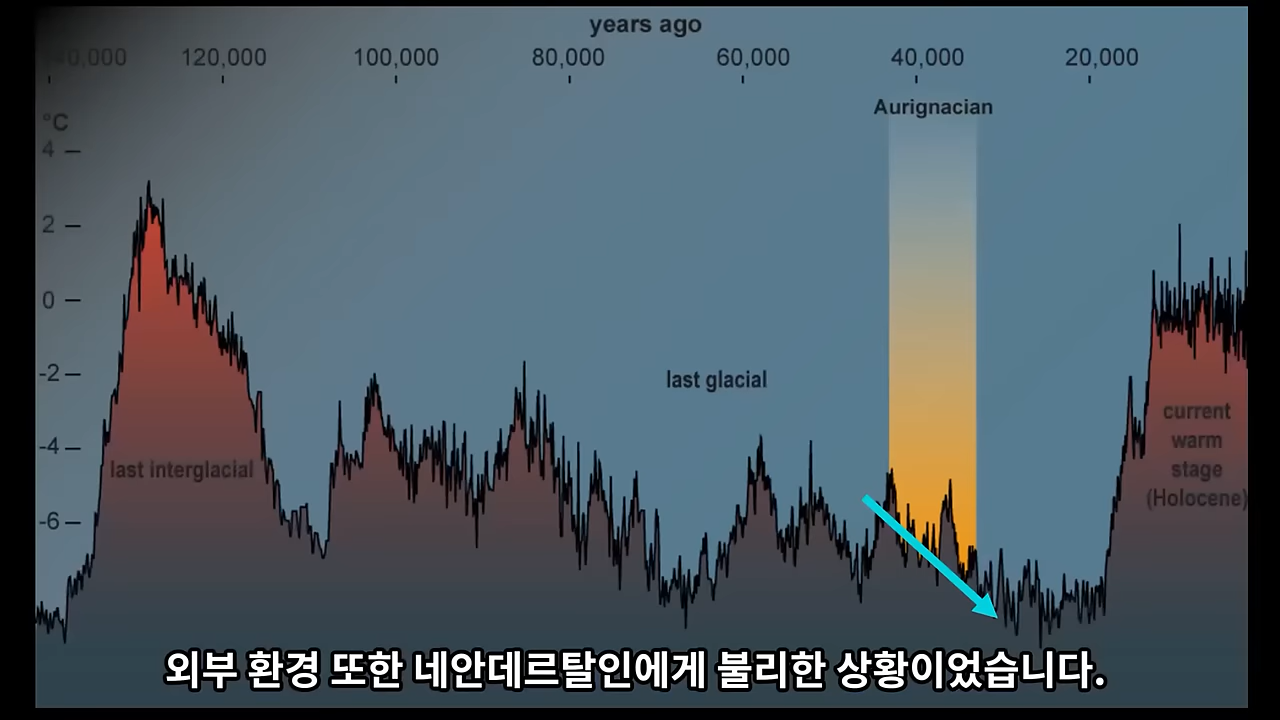 years ago
120,000 100,000 80,000 60,000 40,000 20,000
Aurignacian
°C
4
2
0
-2
-4
-6
last glacial
last interglacial
current
warm
stage
(Holocene)
외부 환경 또한 네안데르탈인에게 불리한 상황이었습니다.